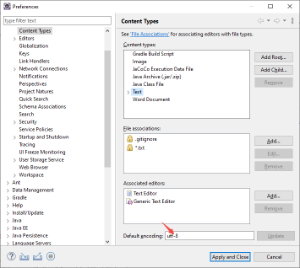 Preferences
type filter text
Content Types
Editors
Globalization
Keys
Link Handlers
Network Connections
Notifications
Perspectives
Project Natures
Quick Search
Schema Associations
Search
Security
Service Policies
Startup and Shutdown
Tracing
UI Freeze Monitoring
User Storage Service
Web Browser
Workspace
Ant
Data Management
Gradle
Help
Install/Update
Java
Java EE
Java Persistence
Language Servers
Content Types
See 'File Associations' for associating editors with file types.
Content types:
Gradle Build Script
Image
JaCoCo Execution Data File
Java Archive (.jar/.zip)
Java Class File
Text
Word Document
Add Root...
Add Child...
Remove
File associations:
.gitignore
*.txt
Add...
Edit...
Remove
Associated editors:
Text Editor
Generic Text Editor
Add...
Remove
Default encoding:
utf-8
Update
Apply and Close
Cancel